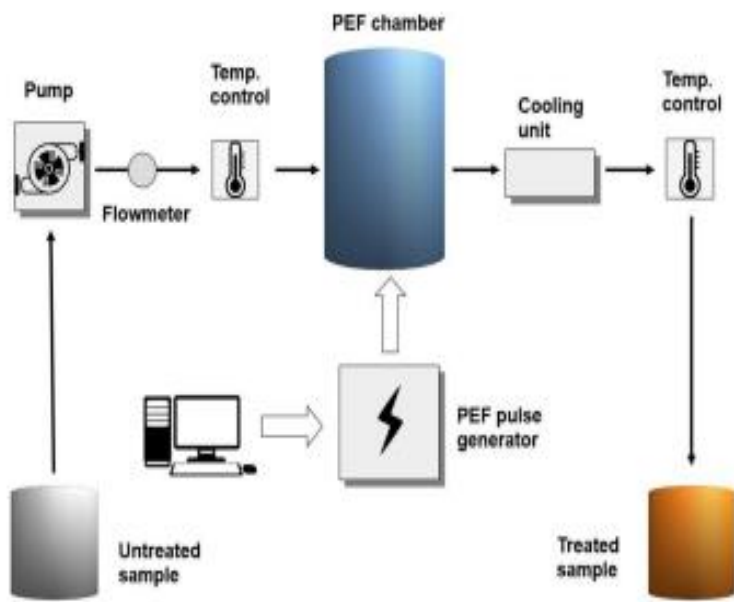 PEF chamber
Temp.
control
Pump
Flowmeter
Cooling
unit
Temp.
control
PEF pulse
generator
Untreated
sample
Treated
sample